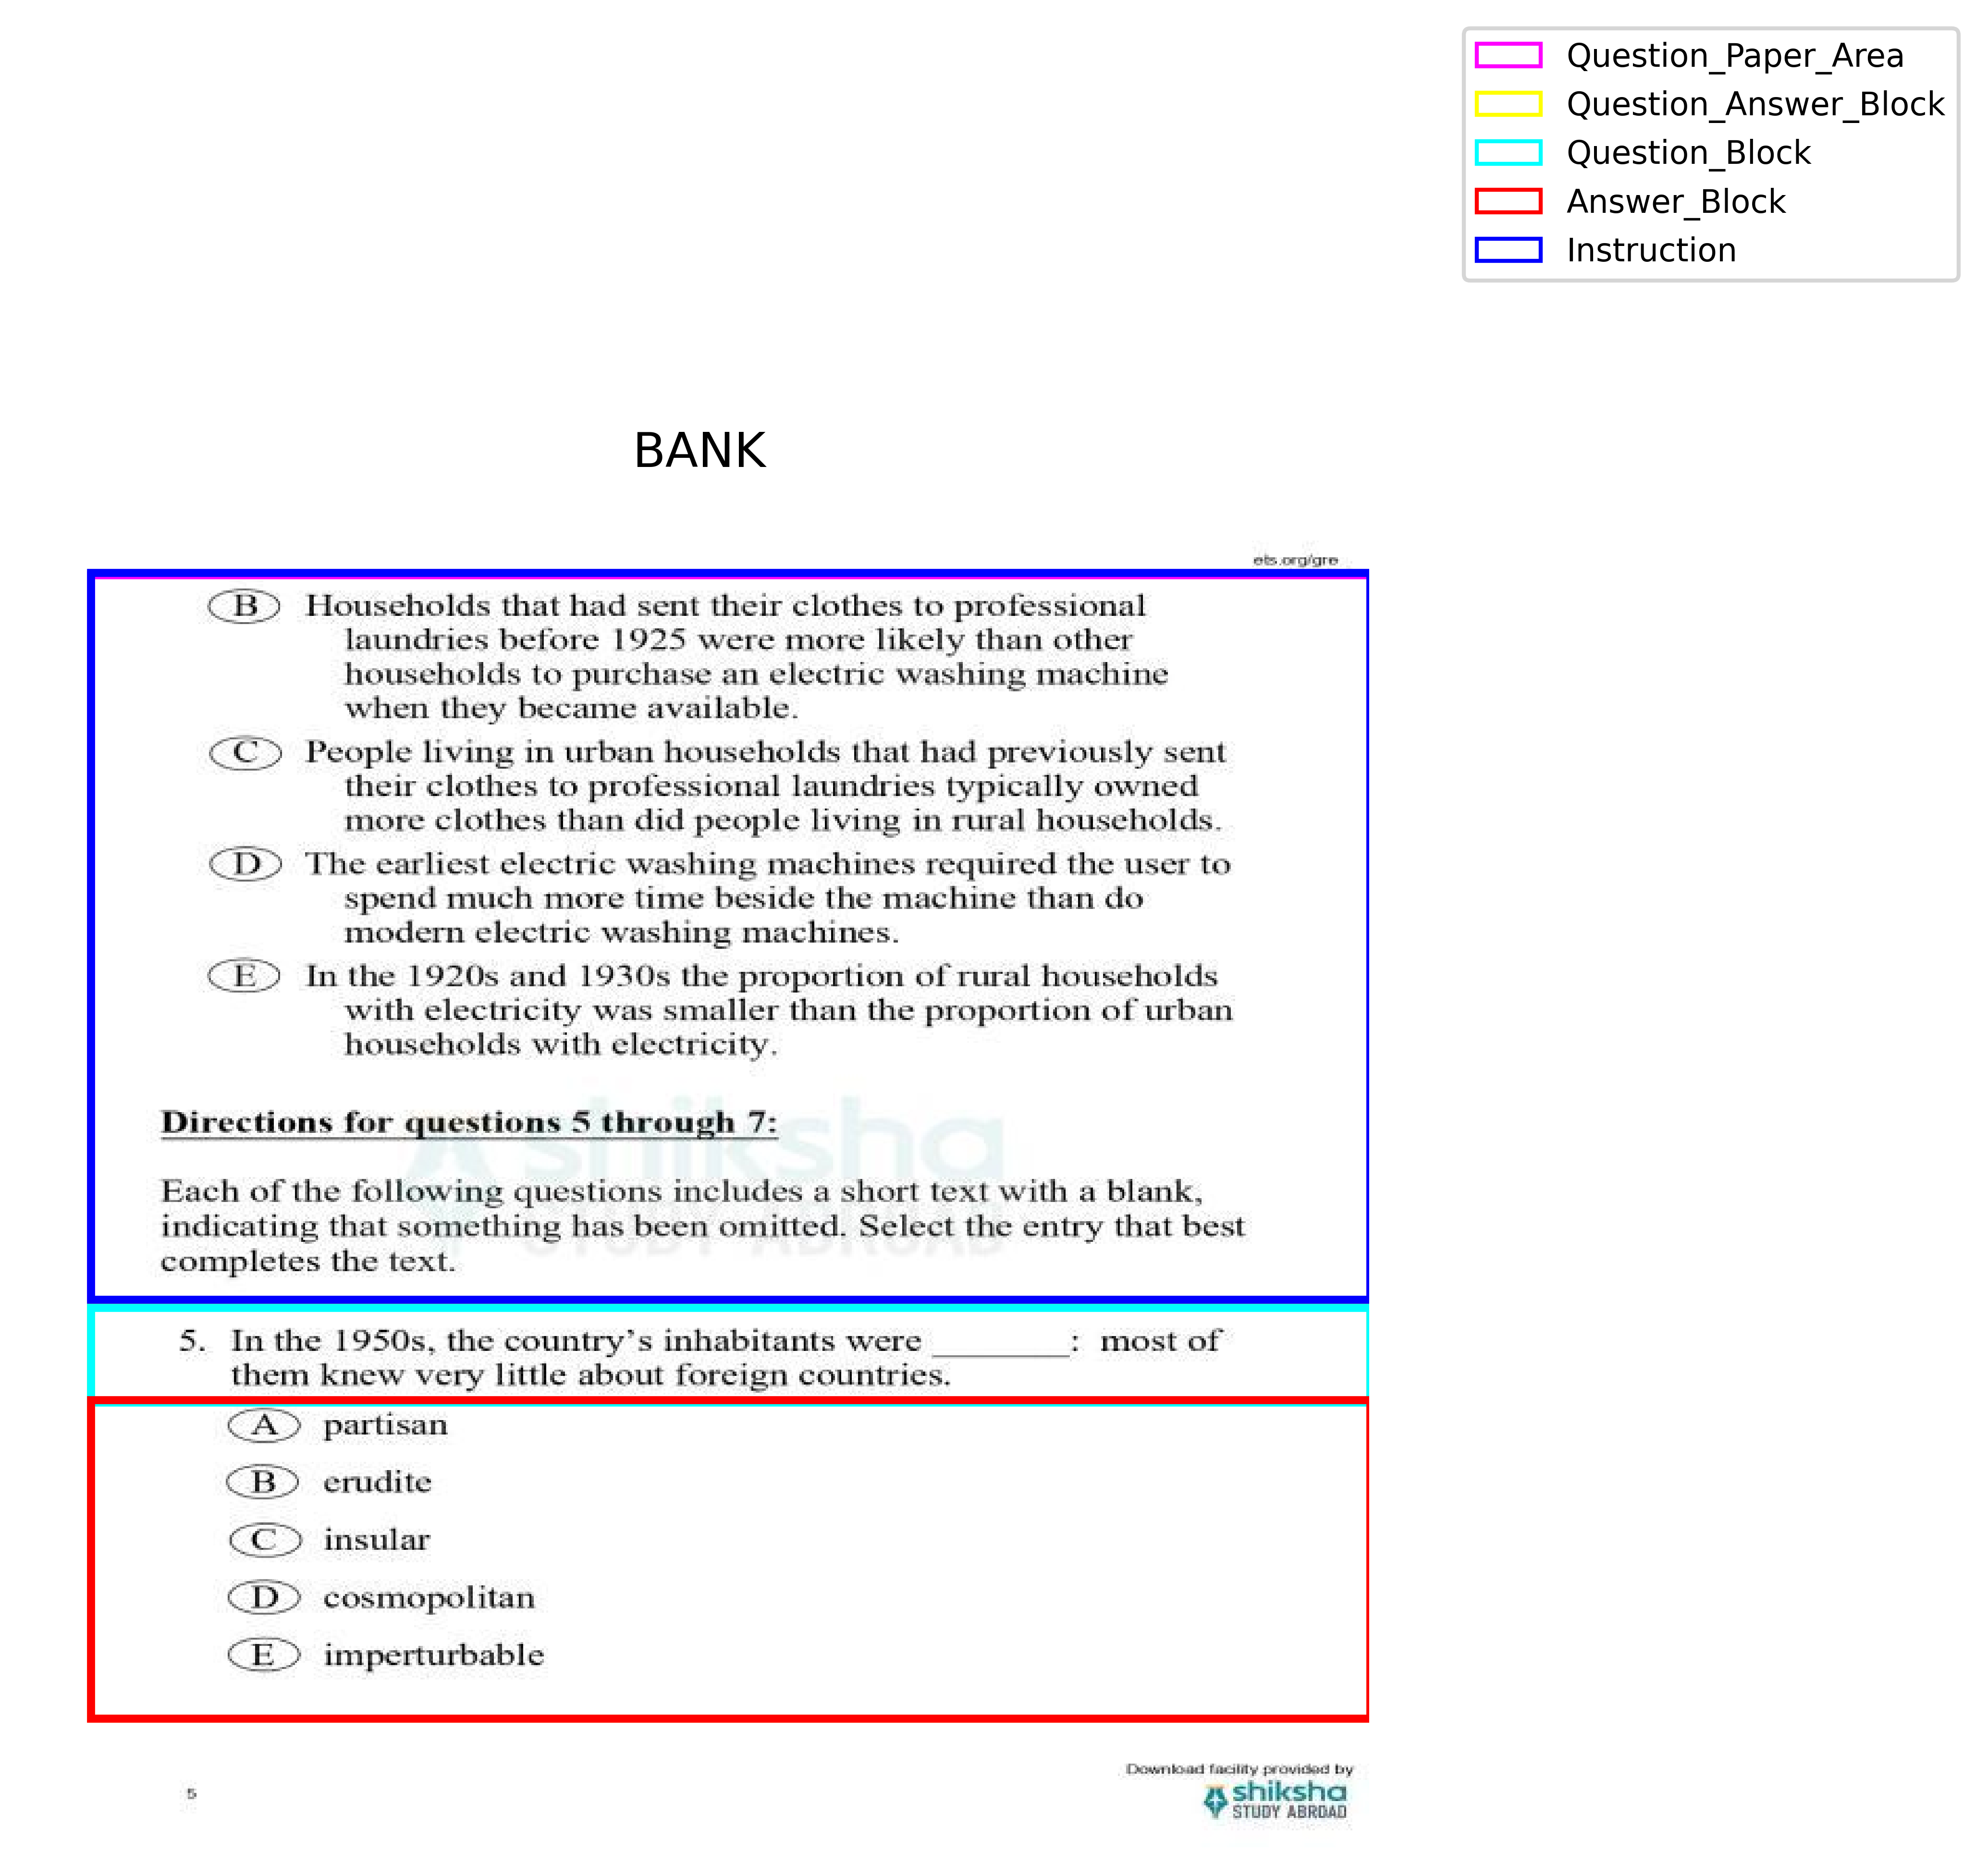 Question_Paper_Area
Question_Answer_Block
Question_Block
Answer_Block
Instruction
BANK
ets.org/gre
B Households that had sent their clothes to professional
laundries before 1925 were more likely than other
households to purchase an electric washing machine
when they became available.
C People living in urban households that had previously sent
their clothes to professional laundries typically owned
more clothes than did people living in rural households.
D The earliest electric washing machines required the user to
spend much more time beside the machine than do
modern electric washing machines.
E In the 1920s and 1930s the proportion of rural households
with electricity was smaller than the proportion of urban
households with electricity.
Directions for questions 5 through 7:
shiksha
Each of the following questions includes a short text with a blank,
indicating that something has been omitted. Select the entry that best
STUDY ABROAD
completes the text.
5. In the 1950s, the country's inhabitants were ________: most of
them knew very little about foreign countries.
A partisan
B erudite
C insular
D cosmopolitan
E imperturbable
Download facility provided by
5
shiksha
STUDY ABROAD